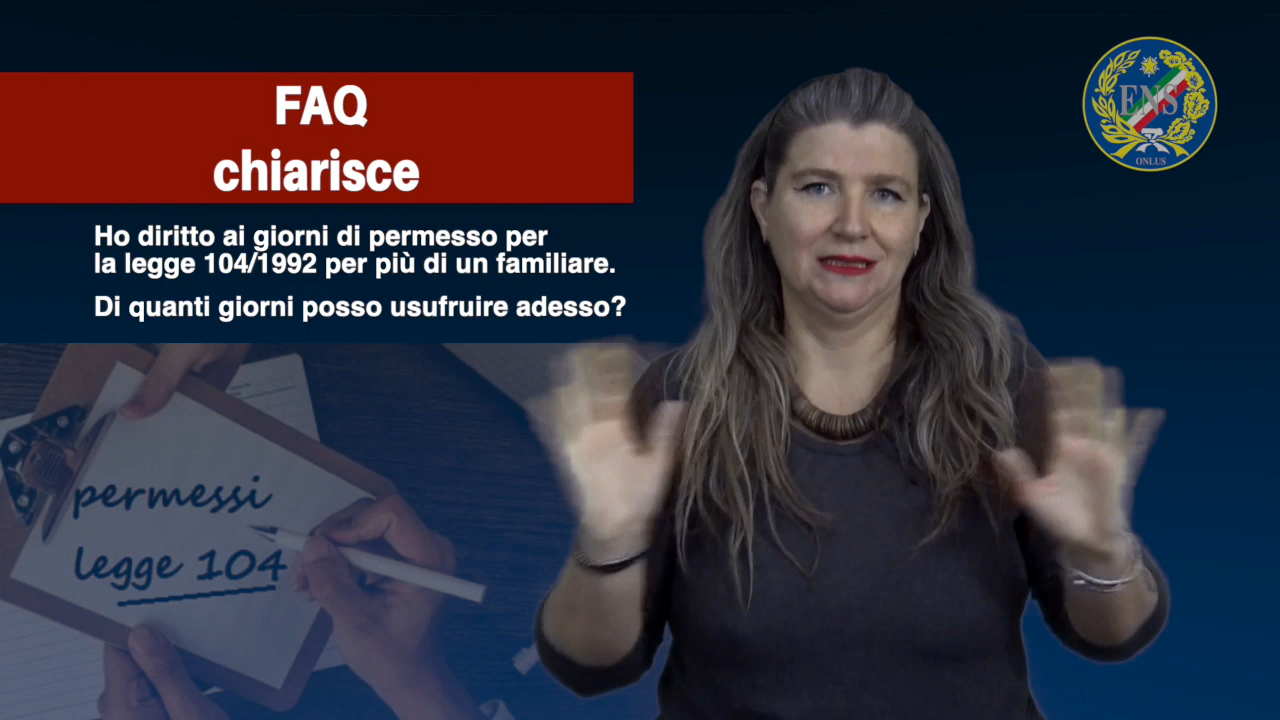 FAQ
chiarisce
Ho diritto ai giorni di permesso per
la legge 104/1992 per più di un familiare.
Di quanti giorni posso usufruire adesso?
permessi
legge 104
ENS
ONLUS